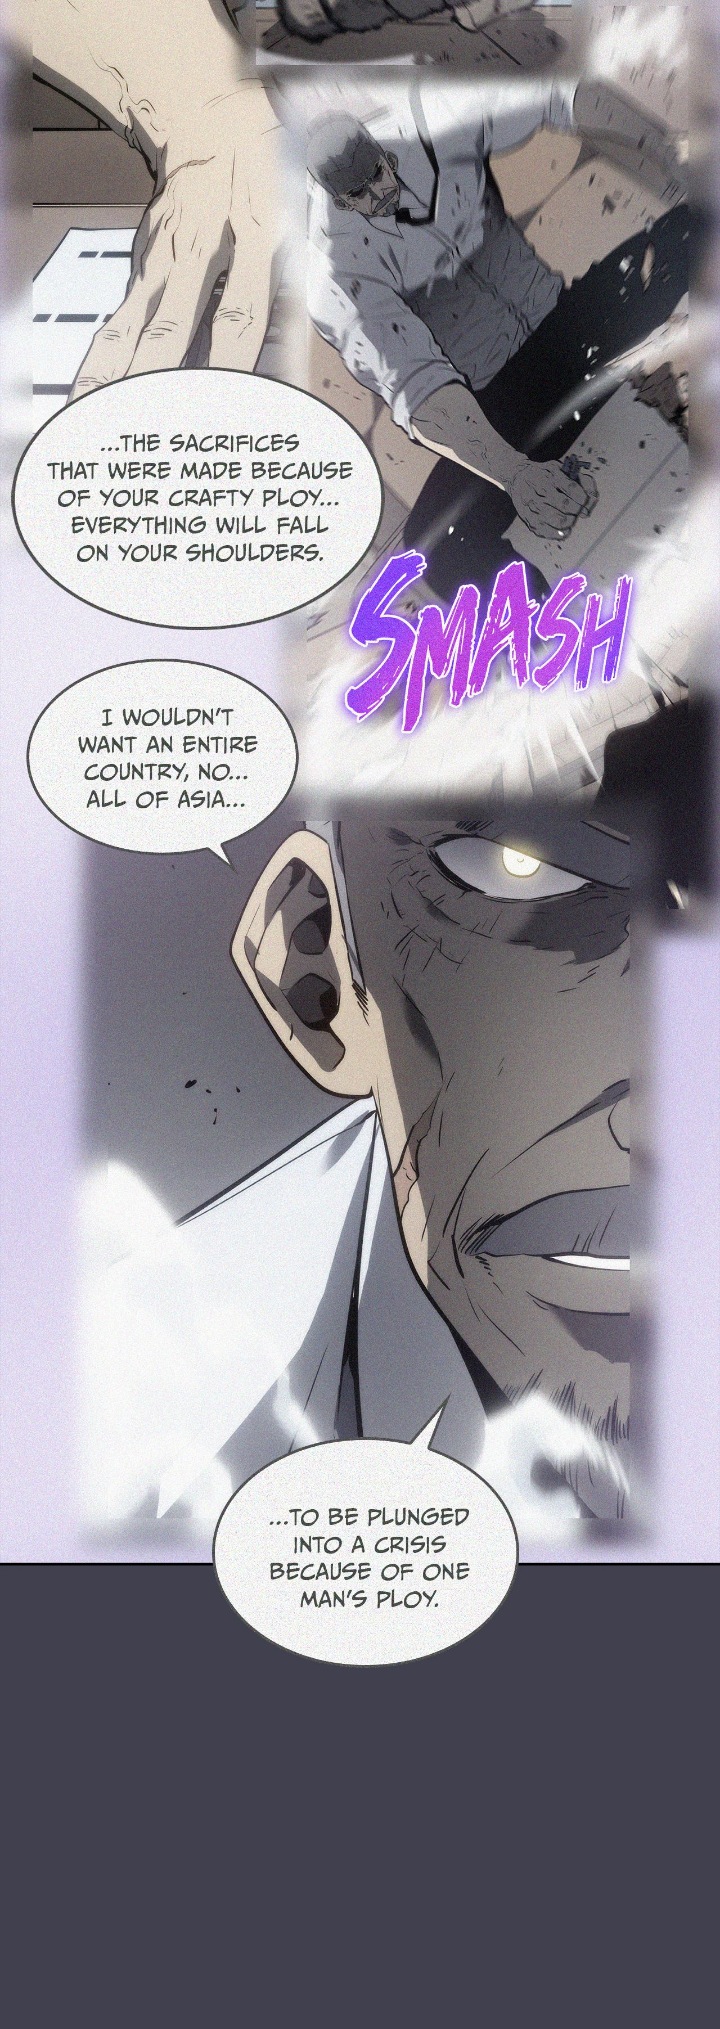 ...THE SACRIFICES
THAT WERE MADE BECAUSE
OF YOUR CRAFTY PLOY...
EVERYTHING WILL FALL
ON YOUR SHOULDERS.
SMASH
I WOULDN'T
WANT AN ENTIRE
COUNTRY, NO...
ALL OF ASIA...
...TO BE PLUNGED
INTO A CRISIS
BECAUSE OF ONE
MAN'S PLOY.